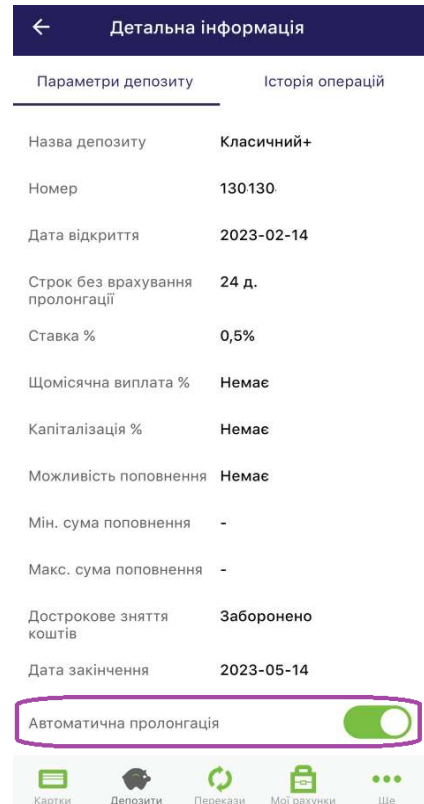 Детальна інформація
Параметри депозиту Історія операцій
Назва депозиту Класичний+
Номер 130130
Дата відкриття 2023-02-14
Строк без врахування 24 д.
пролонгації
Ставка % 0,5%
Щомісячна виплата % Немає
Капіталізація % Немає
Можливість поповнення Немає
Мін. сума поповнення -
Макс. сума поповнення -
Дострокове зняття Заборонено
коштів
Дата закінчення 2023-05-14
Автоматична пролонгація
Картки Депозити Перекази Мої рахунки Ще